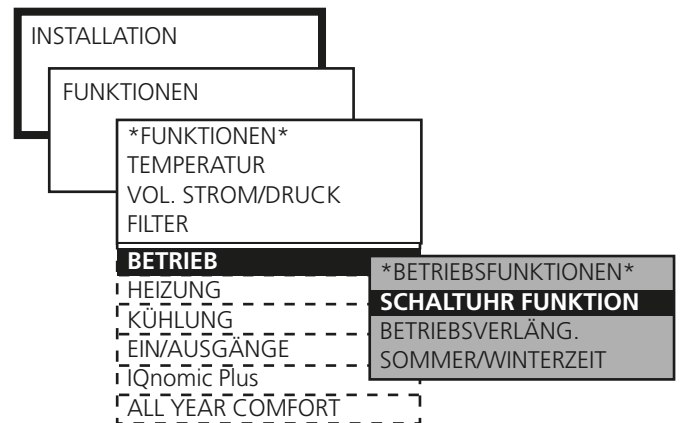 INSTALLATION
FUNKTIONEN
*FUNKTIONEN*
TEMPERATUR
VOL. STROM/DRUCK
FILTER
BETRIEB
HEIZUNG
KÜHLUNG
EIN/AUSGÄNGE
IQnomic Plus
ALL YEAR COMFORT
*BETRIEBSFUNKTIONEN*
SCHALTUHR FUNKTION
BETRIEBSVERLÄNG.
SOMMER/WINTERZEIT